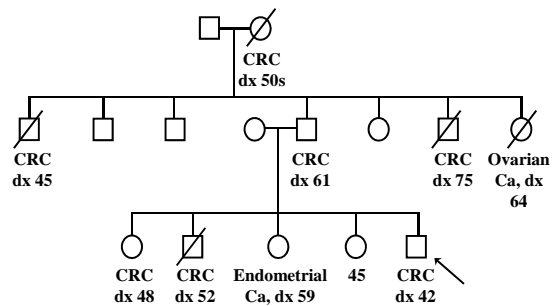 CRC
dx 50s
CRC
dx 45
CRC
dx 61
CRC
dx 75
Ovarian
Ca, dx
64
CRC
dx 48
CRC
dx 52
Endometrial
Ca, dx 59
45
CRC
dx 42